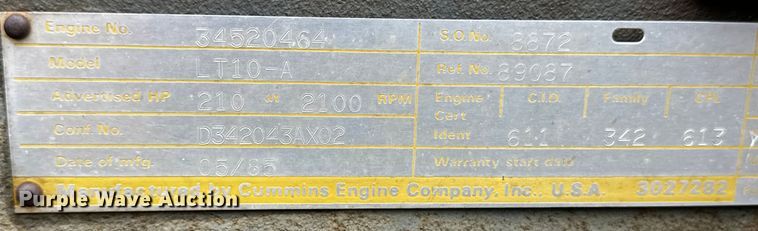 Engine No. 34520464 S.O. No. 8872
Model LT10-A Ref. No. 89087
Advertised HP 210 at 2100 RPM Engine C.I.D. Family CPL
Conf. No. D342043AX02 Cert
Ident 611 342 613
Date of mfg. 05/85 Warranty start date
Manufactured by Cummins Engine Company, Inc., U.S.A. 3027282
Purple Wave Auction